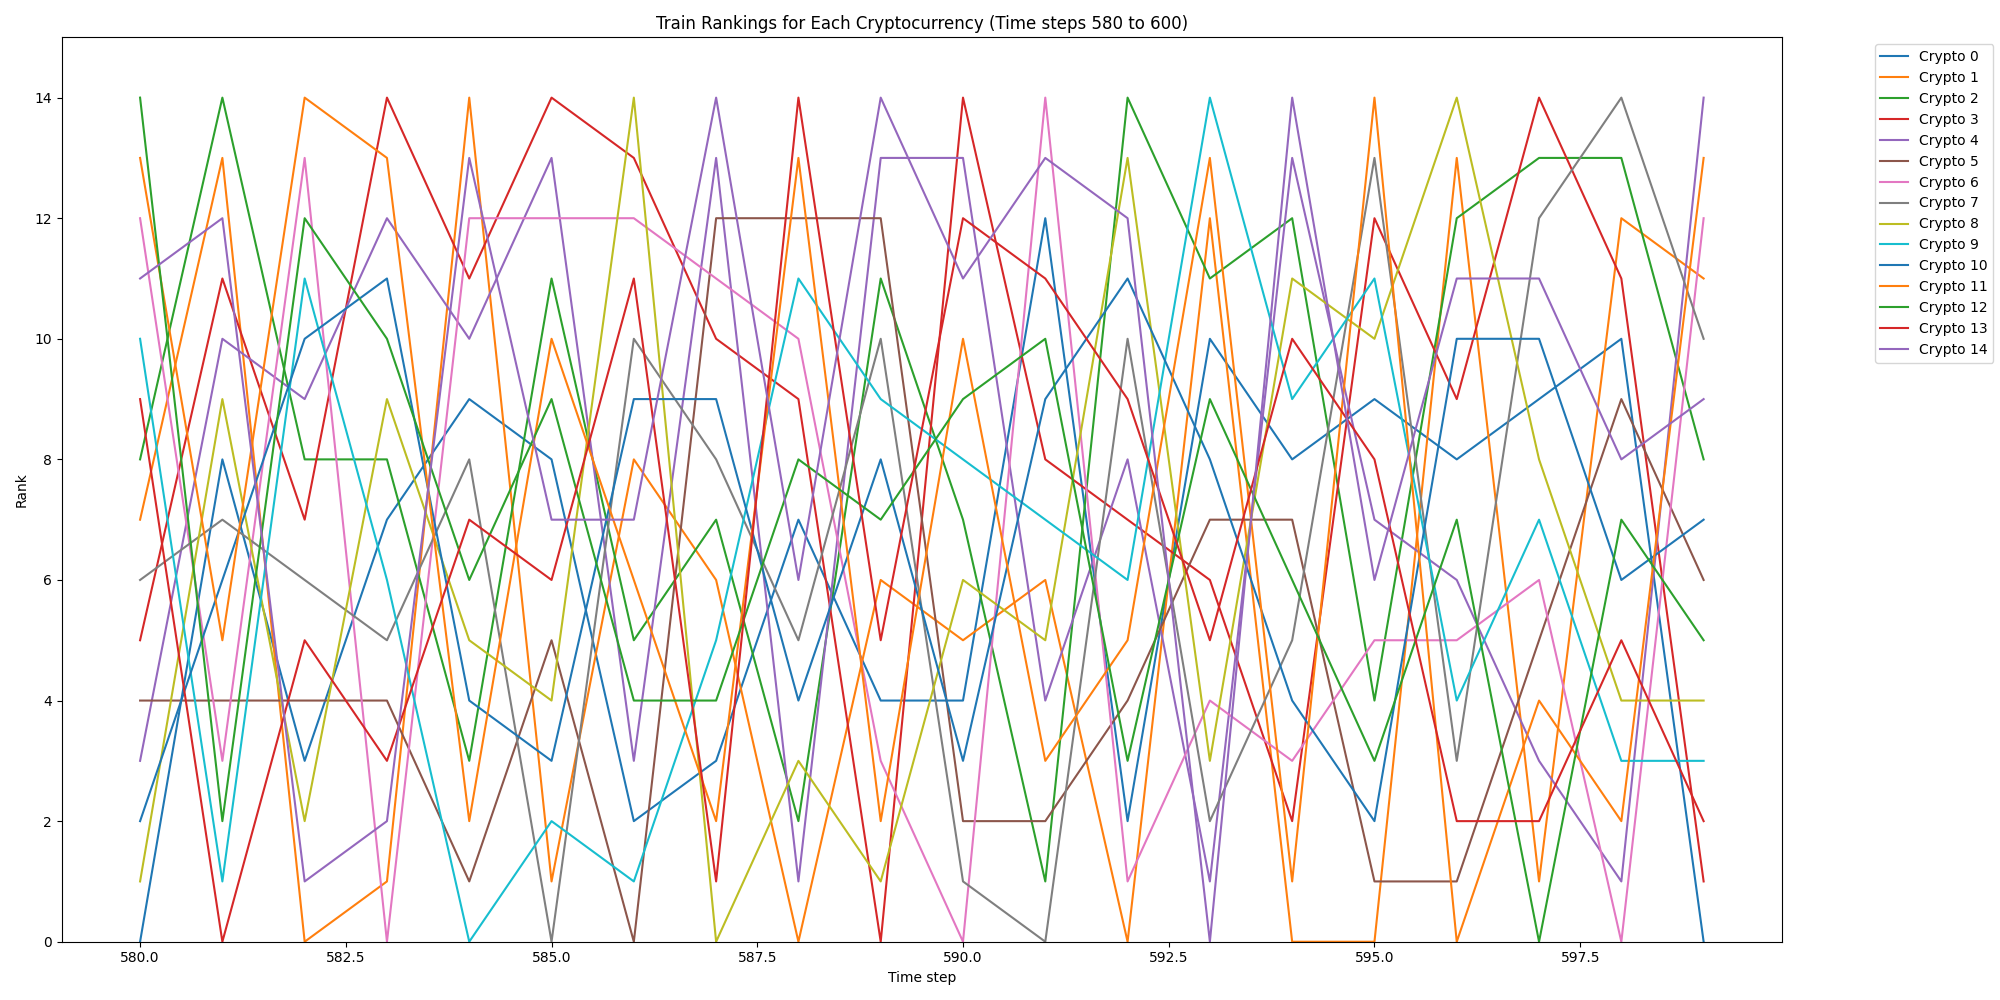 Train Rankings for Each Cryptocurrency (Time steps 580 to 600)
Rank
14
12
10
8
6
4
2
0
580.0
582.5
585.0
587.5
590.0
592.5
595.0
597.5
Time step
Crypto 0
Crypto 1
Crypto 2
Crypto 3
Crypto 4
Crypto 5
Crypto 6
Crypto 7
Crypto 8
Crypto 9
Crypto 10
Crypto 11
Crypto 12
Crypto 13
Crypto 14